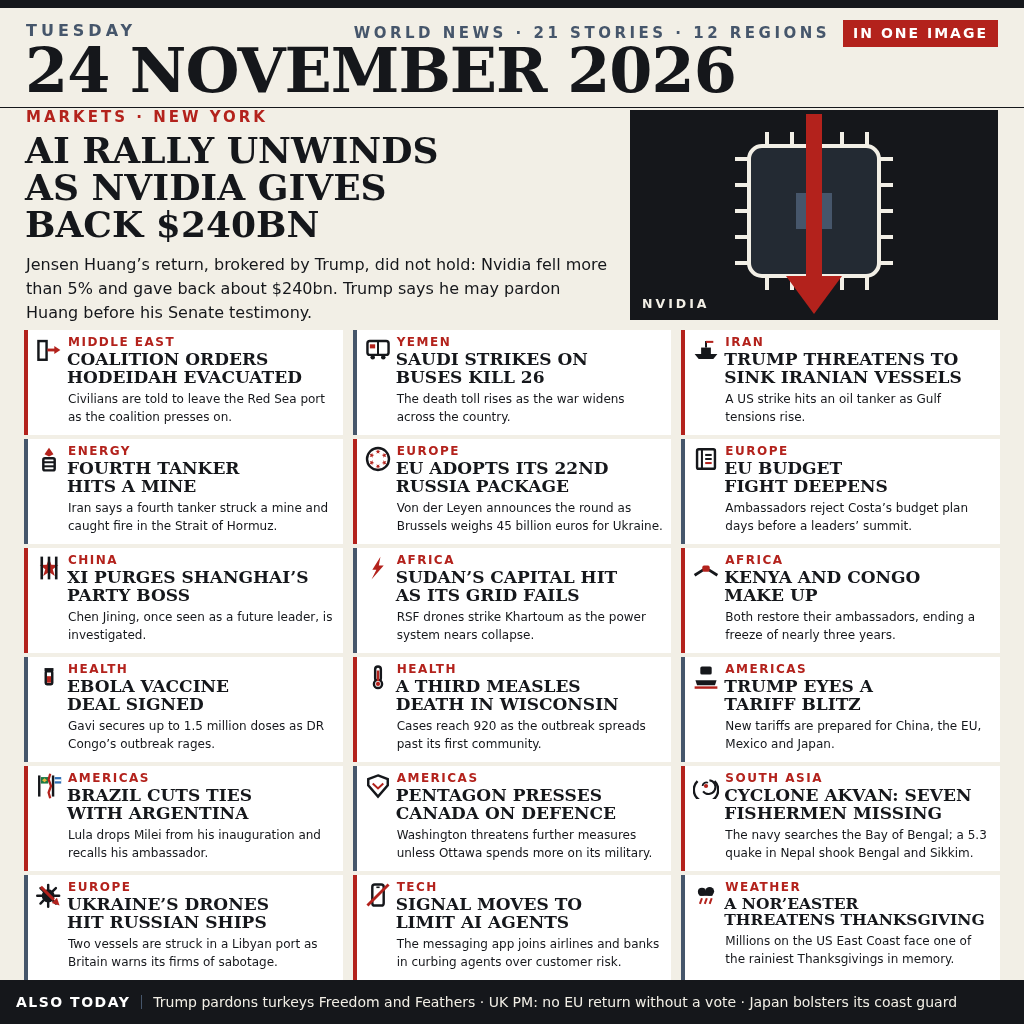 TUESDAY
WORLD NEWS · 21 STORIES · 12 REGIONS
IN ONE IMAGE
24 NOVEMBER 2026
MARKETS · NEW YORK
AI RALLY UNWINDS
AS NVIDIA GIVES
BACK $240BN
Jensen Huang’s return, brokered by Trump, did not hold: Nvidia fell more
than 5% and gave back about $240bn. Trump says he may pardon
Huang before his Senate testimony.
NVIDIA
MIDDLE EAST
COALITION ORDERS
HODEIDAH EVACUATED
Civilians are told to leave the Red Sea port
as the coalition presses on.
YEMEN
SAUDI STRIKES ON
BUSES KILL 26
The death toll rises as the war widens
across the country.
IRAN
TRUMP THREATENS TO
SINK IRANIAN VESSELS
A US strike hits an oil tanker as Gulf
tensions rise.
ENERGY
FOURTH TANKER
HITS A MINE
Iran says a fourth tanker struck a mine and
caught fire in the Strait of Hormuz.
EUROPE
EU ADOPTS ITS 22ND
RUSSIA PACKAGE
Von der Leyen announces the round as
Brussels weighs 45 billion euros for Ukraine.
EUROPE
EU BUDGET
FIGHT DEEPENS
Ambassadors reject Costa’s budget plan
days before a leaders’ summit.
CHINA
XI PURGES SHANGHAI’S
PARTY BOSS
Chen Jining, once seen as a future leader, is
investigated.
AFRICA
SUDAN’S CAPITAL HIT
AS ITS GRID FAILS
RSF drones strike Khartoum as the power
system nears collapse.
AFRICA
KENYA AND CONGO
MAKE UP
Both restore their ambassadors, ending a
freeze of nearly three years.
HEALTH
EBOLA VACCINE
DEAL SIGNED
Gavi secures up to 1.5 million doses as DR
Congo’s outbreak rages.
HEALTH
A THIRD MEASLES
DEATH IN WISCONSIN
Cases reach 920 as the outbreak spreads
past its first community.
AMERICAS
TRUMP EYES A
TARIFF BLITZ
New tariffs are prepared for China, the EU,
Mexico and Japan.
AMERICAS
BRAZIL CUTS TIES
WITH ARGENTINA
Lula drops Milei from his inauguration and
recalls his ambassador.
AMERICAS
PENTAGON PRESSES
CANADA ON DEFENCE
Washington threatens further measures
unless Ottawa spends more on its military.
SOUTH ASIA
CYCLONE AKVAN: SEVEN
FISHERMEN MISSING
The navy searches the Bay of Bengal; a 5.3
quake in Nepal shook Bengal and Sikkim.
EUROPE
UKRAINE’S DRONES
HIT RUSSIAN SHIPS
Two vessels are struck in a Libyan port as
Britain warns its firms of sabotage.
TECH
SIGNAL MOVES TO
LIMIT AI AGENTS
The messaging app joins airlines and banks
in curbing agents over customer risk.
WEATHER
A NOR’EASTER
THREATENS THANKSGIVING
Millions on the US East Coast face one of
the rainiest Thanksgivings in memory.
ALSO TODAY
Trump pardons turkeys Freedom and Feathers · UK PM: no EU return without a vote · Japan bolsters its coast guard